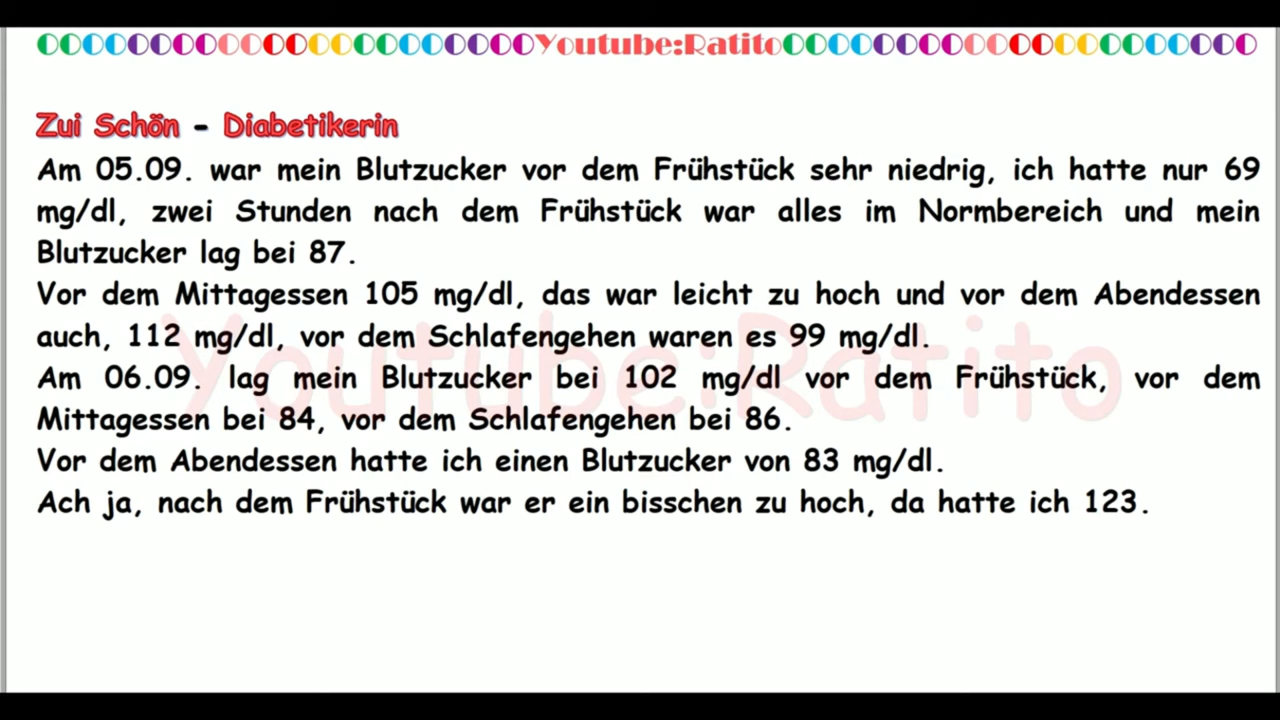 Youtube:Ratito
Zui Schön - Diabetikerin
Am 05.09. war mein Blutzucker vor dem Frühstück sehr niedrig, ich hatte nur 69
mg/dl, zwei Stunden nach dem Frühstück war alles im Normbereich und mein
Blutzucker lag bei 87.
Vor dem Mittagessen 105 mg/dl, das war leicht zu hoch und vor dem Abendessen
auch, 112 mg/dl, vor dem Schlafengehen waren es 99 mg/dl.
Am 06.09. lag mein Blutzucker bei 102 mg/dl vor dem Frühstück, vor dem
Mittagessen bei 84, vor dem Schlafengehen bei 86.
Vor dem Abendessen hatte ich einen Blutzucker von 83 mg/dl.
Ach ja, nach dem Frühstück war er ein bisschen zu hoch, da hatte ich 123.
Youtube:Ratito